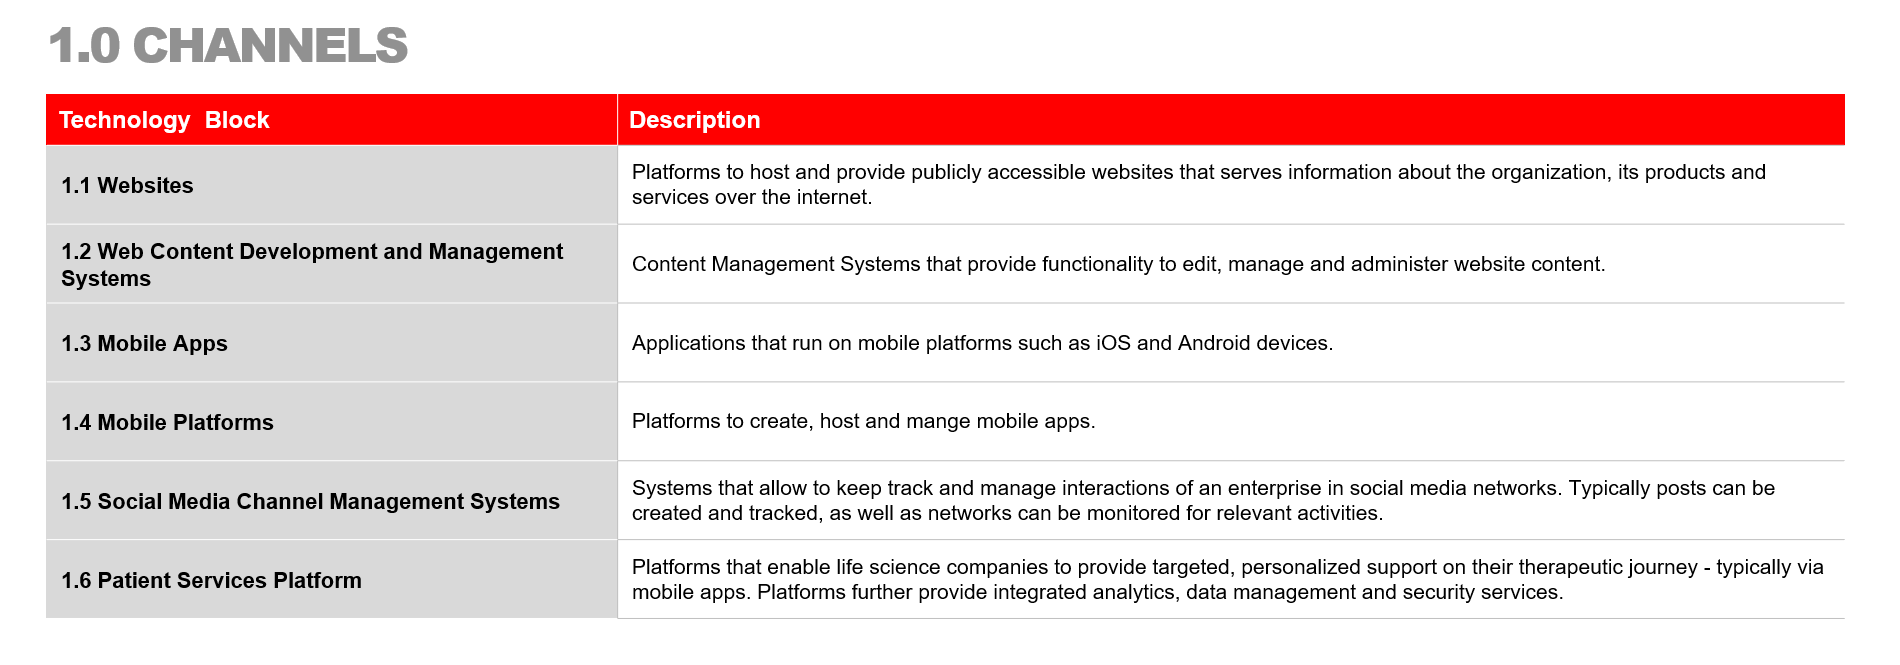 1.0 CHANNELS
Technology Block
Description
1.1 Websites
Platforms to host and provide publicly accessible websites that serves information about the organization, its products and
services over the internet.
1.2 Web Content Development and Management
Systems
Content Management Systems that provide functionality to edit, manage and administer website content.
1.3 Mobile Apps
Applications that run on mobile platforms such as iOS and Android devices.
1.4 Mobile Platforms
Platforms to create, host and mange mobile apps.
1.5 Social Media Channel Management Systems
Systems that allow to keep track and manage interactions of an enterprise in social media networks. Typically posts can be
created and tracked, as well as networks can be monitored for relevant activities.
1.6 Patient Services Platform
Platforms that enable life science companies to provide targeted, personalized support on their therapeutic journey - typically via
mobile apps. Platforms further provide integrated analytics, data management and security services.